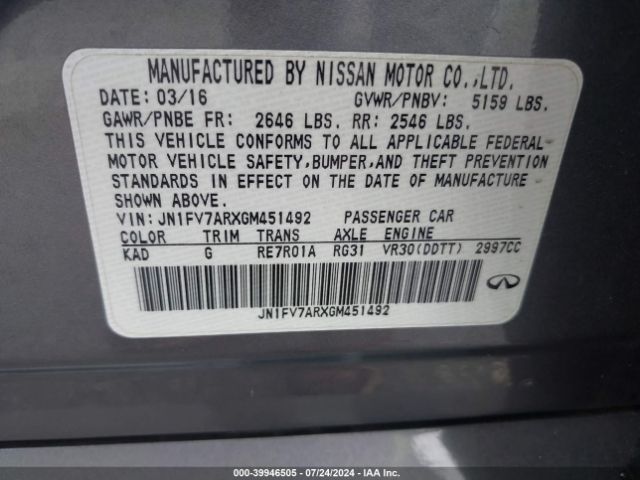 MANUFACTURED BY NISSAN MOTOR CO.,LTD.
DATE: 03/16 GVWR/PNBV: 5159 LBS.
GAWR/PNBE FR: 2646 LBS. RR: 2546 LBS.
THIS VEHICLE CONFORMS TO ALL APPLICABLE FEDERAL
MOTOR VEHICLE SAFETY,BUMPER,AND THEFT PREVENTION
STANDARDS IN EFFECT ON THE DATE OF MANUFACTURE
SHOWN ABOVE.
VIN: JN1FV7ARXGM451492 PASSENGER CAR
COLOR TRIM TRANS AXLE ENGINE
KAD G RE7R01A RG31 VR30(DDTT) 2997CC
JN1FV7ARXGM451492
000-39946505 - 07/24/2024 - IAA Inc.